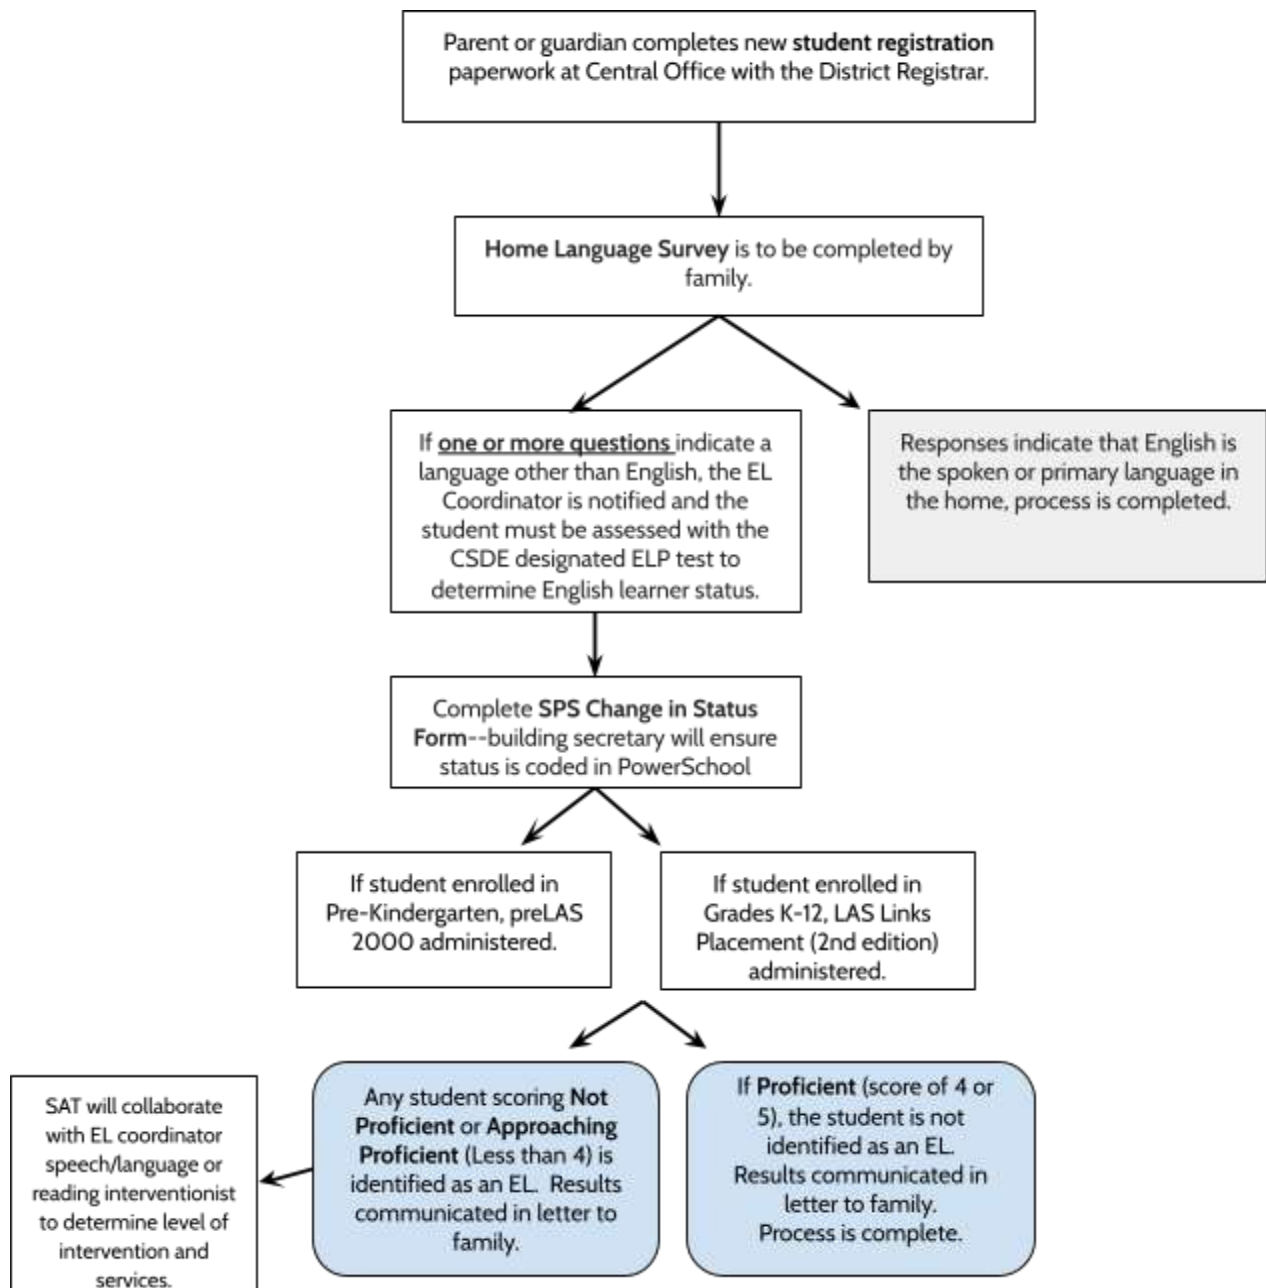 Parent or guardian completes new student registration
paperwork at Central Office with the District Registrar.
Home Language Survey is to be completed by
family.
If one or more questions indicate a
language other than English, the EL
Coordinator is notified and the
student must be assessed with the
CSDE designated ELP test to
determine English learner status.
Responses indicate that English is
the spoken or primary language in
the home, process is completed.
Complete SPS Change in Status
Form--building secretary will ensure
status is coded in PowerSchool
If student enrolled in
Pre-Kindergarten, preLAS
2000 administered.
If student enrolled in
Grades K-12, LAS Links
Placement (2nd edition)
administered.
SAT will collaborate
with EL coordinator
speech/language or
reading interventionist
to determine level of
intervention and
services.
Any student scoring Not
Proficient or Approaching
Proficient (Less than 4) is
identified as an EL. Results
communicated in letter to
family.
If Proficient (score of 4 or
5), the student is not
identified as an EL.
Results communicated in
letter to family.
Process is complete.